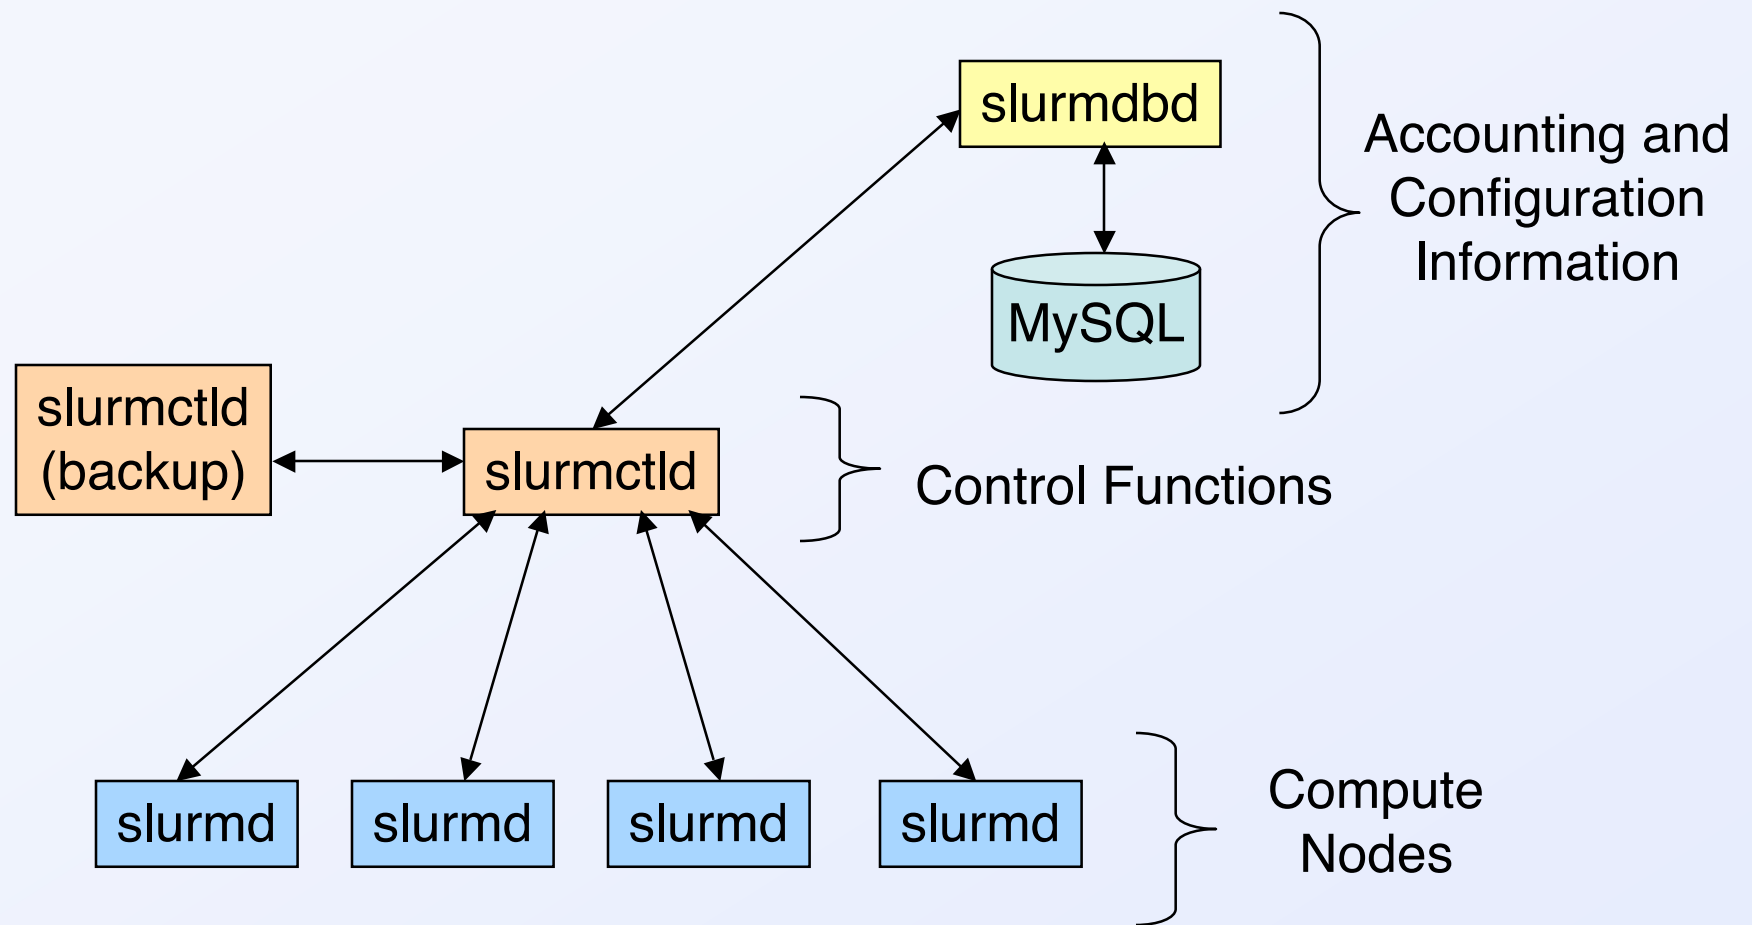 slurmdbd
Accounting and
Configuration
Information
MySQL
slurmctld
(backup)
slurmctld
Control Functions
slurmd
slurmd
slurmd
slurmd
Compute
Nodes